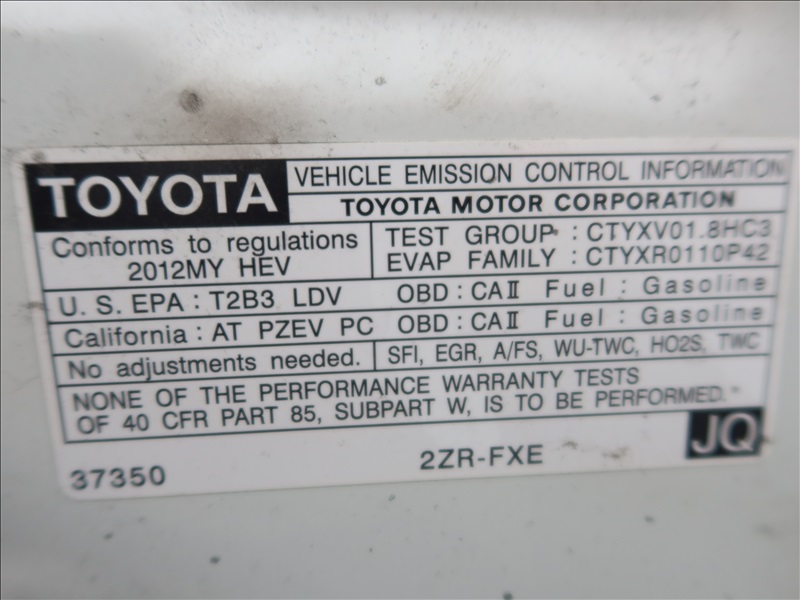 TOYOTA
VEHICLE EMISSION CONTROL INFORMATION
TOYOTA MOTOR CORPORATION
Conforms to regulations
2012MY HEV
TEST GROUP : CTYXV01.8HC3
EVAP FAMILY : CTYXR0110P42
U. S. EPA : T2B3 LDV OBD : CAⅡ Fuel : Gasoline
California : AT PZEV PC OBD : CAⅡ Fuel : Gasoline
No adjustments needed. SFI, EGR, A/FS, WU-TWC, HO2S, TWC
NONE OF THE PERFORMANCE WARRANTY TESTS
OF 40 CFR PART 85, SUBPART W, IS TO BE PERFORMED.
37350
2ZR-FXE
JQ